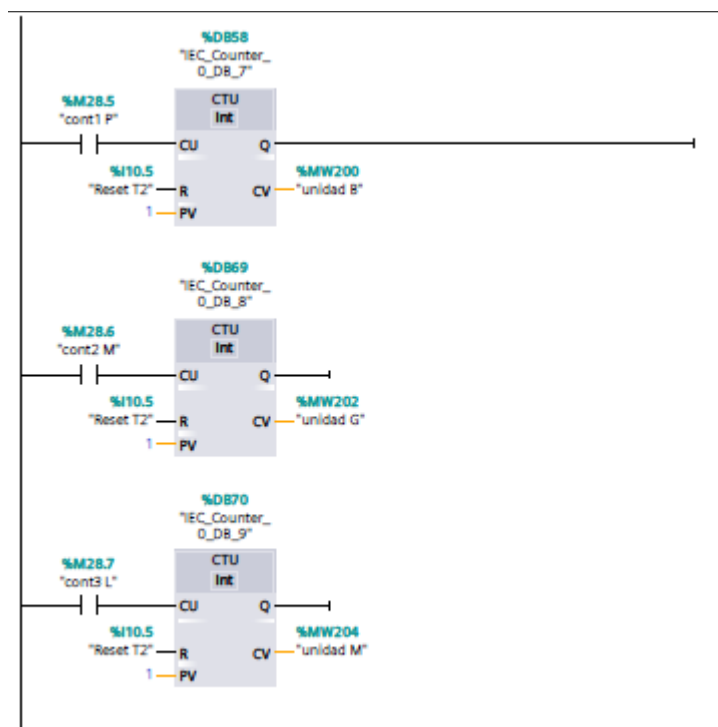 %DB58
"IEC_Counter_
0_DB_7"
%M28.5
"cont1 P"
CTU
Int
CU Q
%I10.5
"Reset T2" R
%MW200
CV "unidad B"
1 PV
%DB69
"IEC_Counter_
0_DB_8"
%M28.6
"cont2 M"
CTU
Int
CU Q
%I10.5
"Reset T2" R
%MW202
CV "unidad G"
1 PV
%DB70
"IEC_Counter_
0_DB_9"
%M28.7
"cont3 L"
CTU
Int
CU Q
%I10.5
"Reset T2" R
%MW204
CV "unidad M"
1 PV